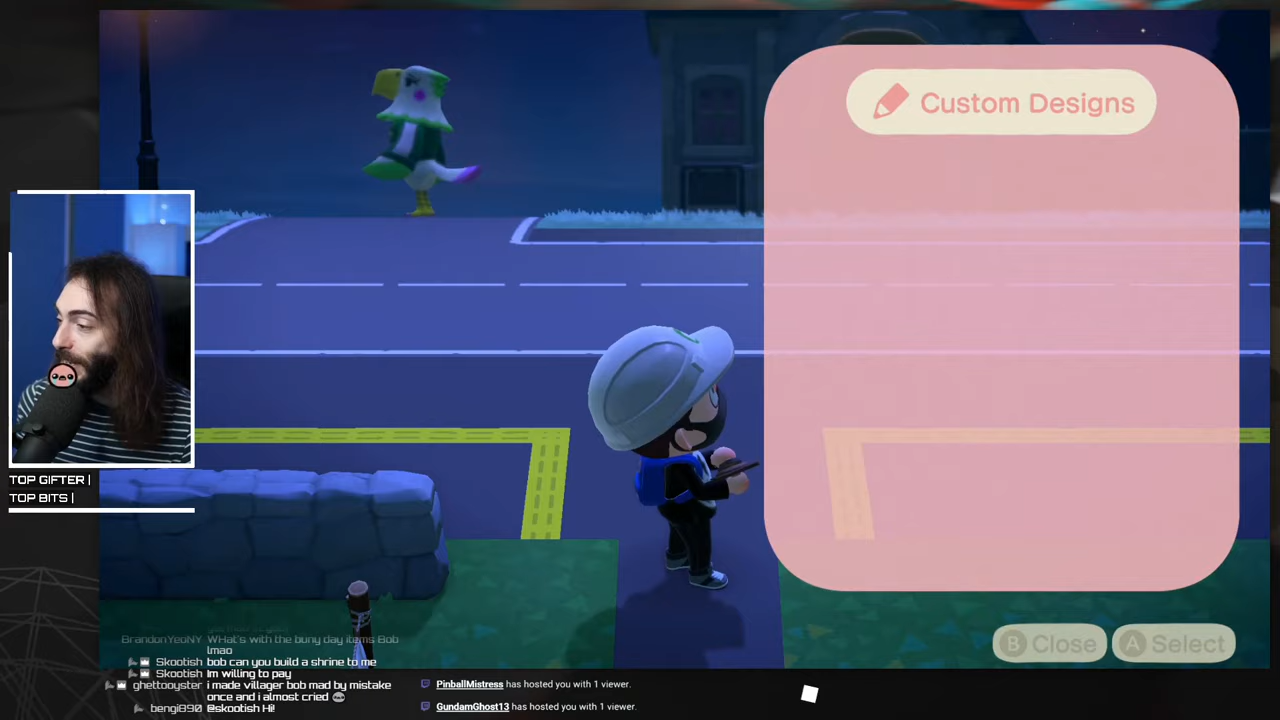 Custom Designs
TOP GIFTER |
TOP BITS |
BrandonYeoNY WHat's with the buny day items Bob
lmao
Skootish bob can you build a shrine to me
Skootish Im willing to pay
ghettooyster i made villager bob mad by mistake
once and i almost cried
bengi890 @skootish Hi!
PinballMistress has hosted you with 1 viewer.
GundamGhost13 has hosted you with 1 viewer.
B Close A Select